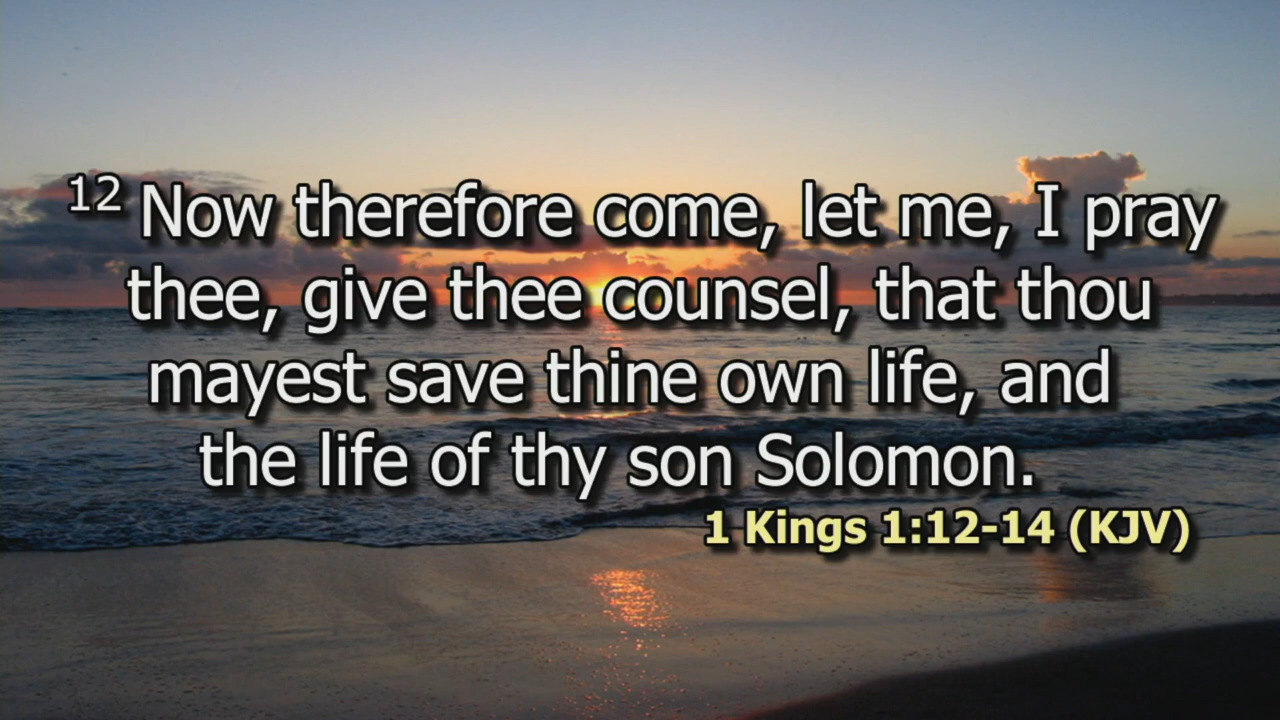 12 Now therefore come, let me, I pray
thee, give thee counsel, that thou
mayest save thine own life, and
the life of thy son Solomon.
1 Kings 1:12-14 (KJV)